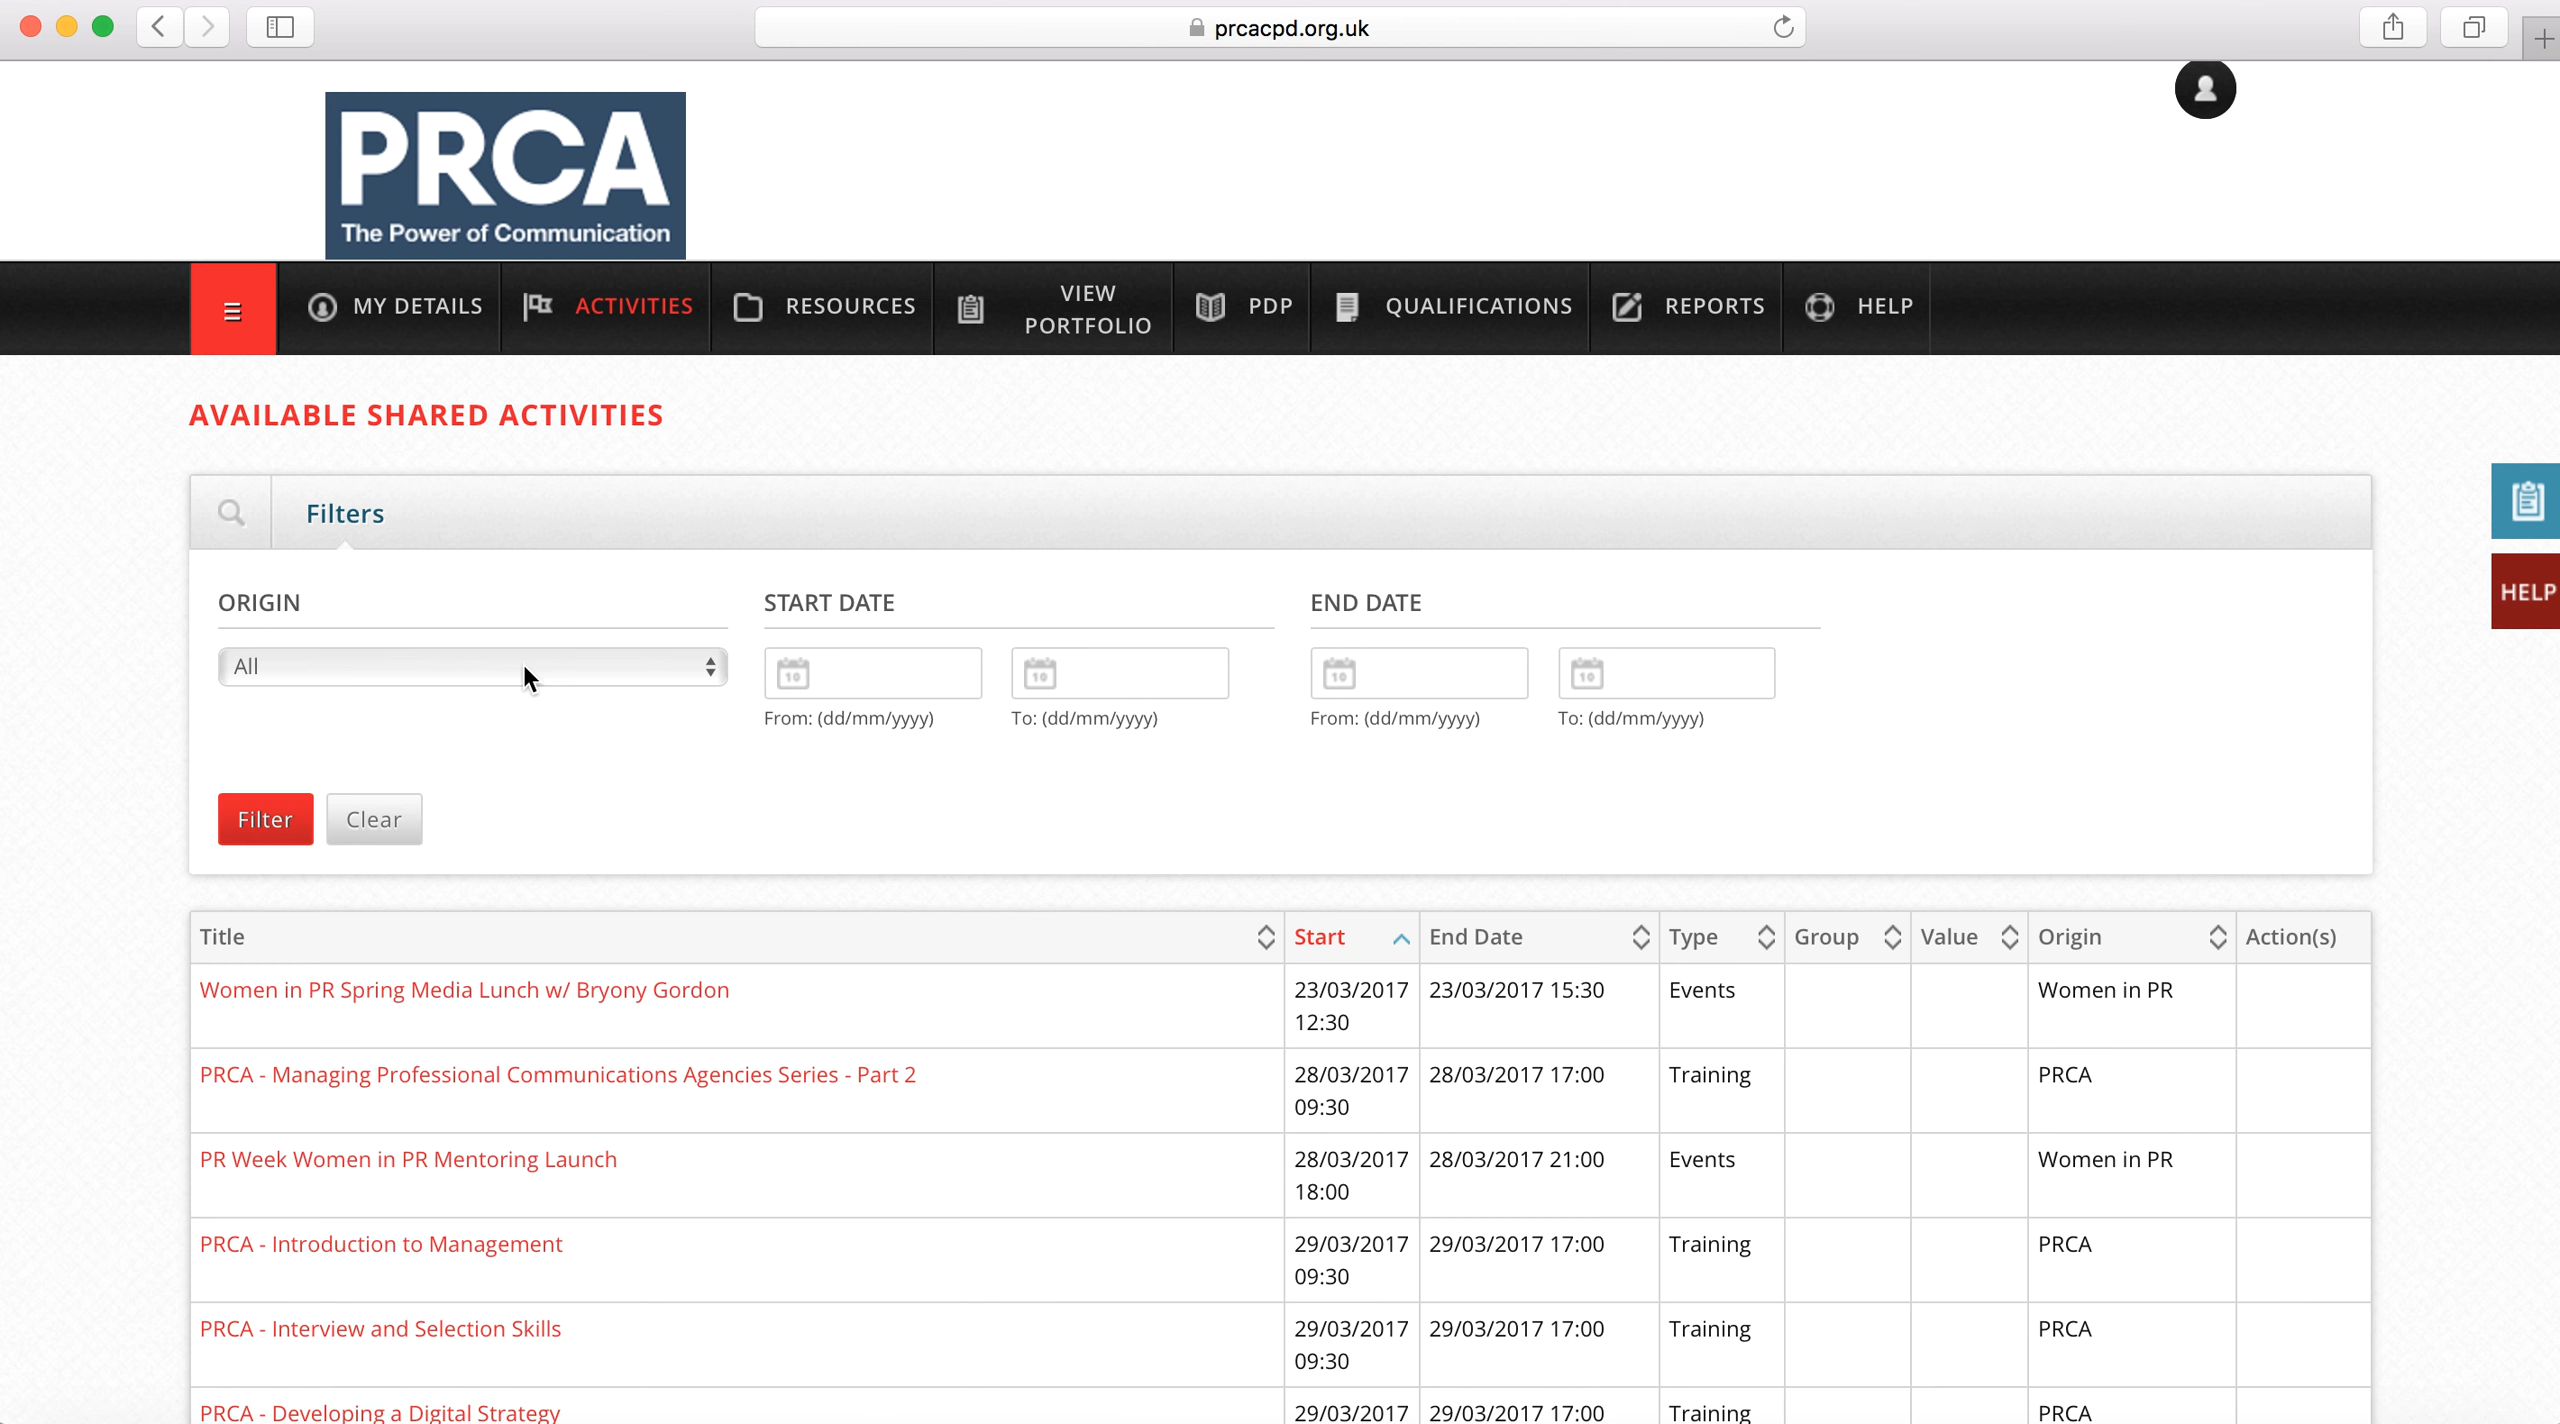 prcacpd.org.uk
PRCA
The Power of Communication
MY DETAILS
ACTIVITIES
RESOURCES
VIEW
PORTFOLIO
PDP
QUALIFICATIONS
REPORTS
HELP
AVAILABLE SHARED ACTIVITIES
Filters
HELP
ORIGIN START DATE END DATE
All 10 10 10 10
From: (dd/mm/yyyy) To: (dd/mm/yyyy) From: (dd/mm/yyyy) To: (dd/mm/yyyy)
Filter Clear
Title Start End Date Type Group Value Origin Action(s)
Women in PR Spring Media Lunch w/ Bryony Gordon 23/03/2017 23/03/2017 15:30 Events Women in PR
12:30
PRCA - Managing Professional Communications Agencies Series - Part 2 28/03/2017 28/03/2017 17:00 Training PRCA
09:30
PR Week Women in PR Mentoring Launch 28/03/2017 28/03/2017 21:00 Events Women in PR
18:00
PRCA - Introduction to Management 29/03/2017 29/03/2017 17:00 Training PRCA
09:30
PRCA - Interview and Selection Skills 29/03/2017 29/03/2017 17:00 Training PRCA
09:30
PRCA - Developing a Digital Strategy 29/03/2017 29/03/2017 17:00 Training PRCA